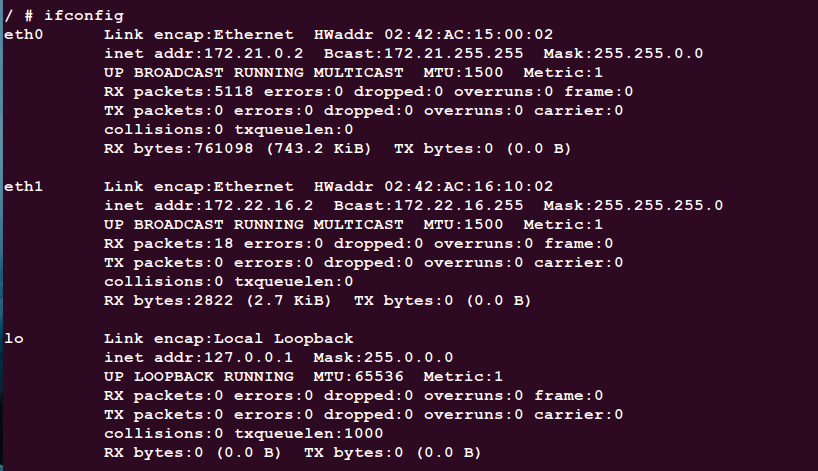 / # ifconfig
eth0      Link encap:Ethernet  HWaddr 02:42:AC:15:00:02
          inet addr:172.21.0.2  Bcast:172.21.255.255  Mask:255.255.0.0
          UP BROADCAST RUNNING MULTICAST  MTU:1500  Metric:1
          RX packets:5118 errors:0 dropped:0 overruns:0 frame:0
          TX packets:0 errors:0 dropped:0 overruns:0 carrier:0
          collisions:0 txqueuelen:0
          RX bytes:761098 (743.2 KiB)  TX bytes:0 (0.0 B)

eth1      Link encap:Ethernet  HWaddr 02:42:AC:16:10:02
          inet addr:172.22.16.2  Bcast:172.22.16.255  Mask:255.255.255.0
          UP BROADCAST RUNNING MULTICAST  MTU:1500  Metric:1
          RX packets:18 errors:0 dropped:0 overruns:0 frame:0
          TX packets:0 errors:0 dropped:0 overruns:0 carrier:0
          collisions:0 txqueuelen:0
          RX bytes:2822 (2.7 KiB)  TX bytes:0 (0.0 B)

lo        Link encap:Local Loopback
          inet addr:127.0.0.1  Mask:255.0.0.0
          UP LOOPBACK RUNNING  MTU:65536  Metric:1
          RX packets:0 errors:0 dropped:0 overruns:0 frame:0
          TX packets:0 errors:0 dropped:0 overruns:0 carrier:0
          collisions:0 txqueuelen:1000
          RX bytes:0 (0.0 B)  TX bytes:0 (0.0 B)